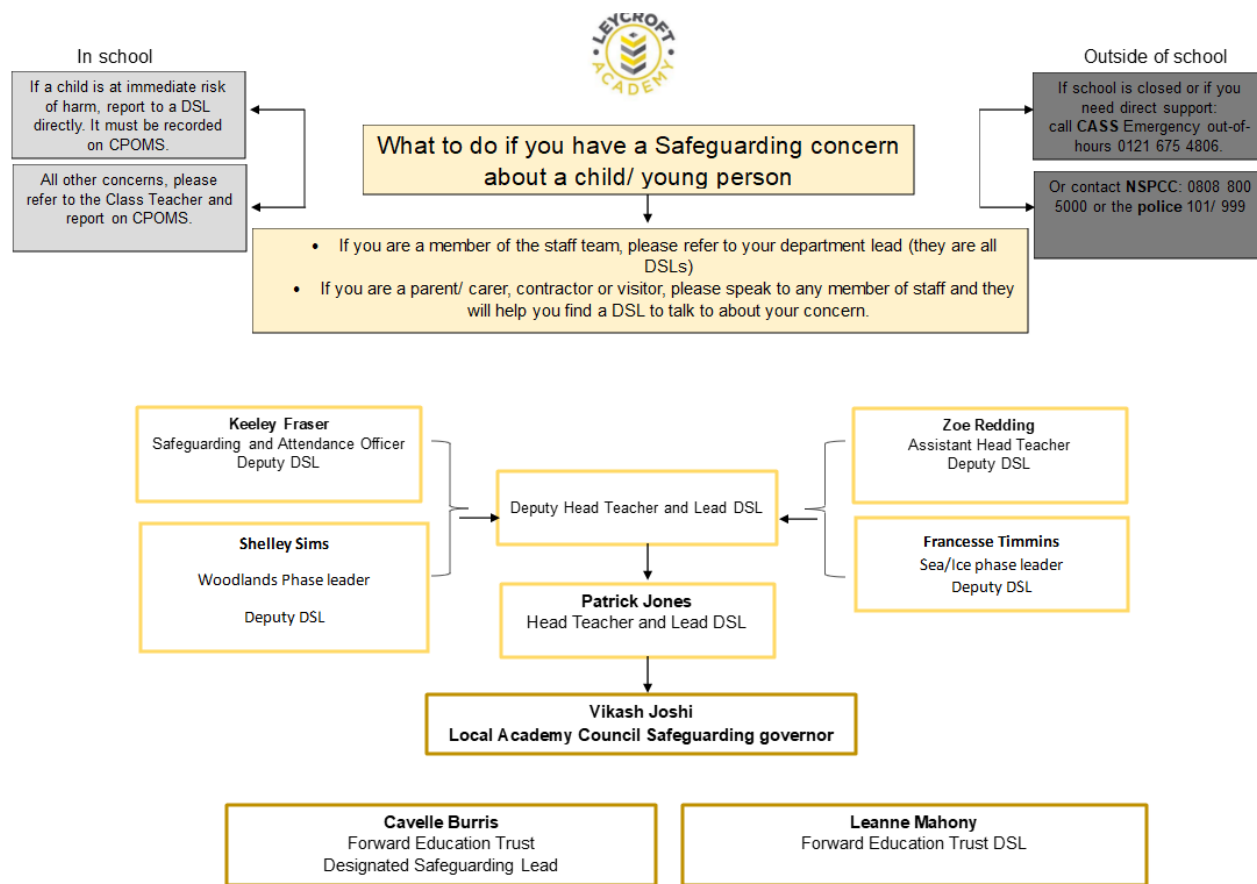 LEYCROFT
ACADEMY
In school
If a child is at immediate risk
of harm, report to a DSL
directly. It must be recorded
on CPOMS.
All other concerns, please
refer to the Class Teacher and
report on CPOMS.
Outside of school
If school is closed or if you
need direct support:
call CASS Emergency out-of-
hours 0121 675 4806.
Or contact NSPCC: 0808 800
5000 or the police 101/ 999
What to do if you have a Safeguarding concern
about a child/ young person
• If you are a member of the staff team, please refer to your department lead (they are all
DSLs)
• If you are a parent/ carer, contractor or visitor, please speak to any member of staff and they
will help you find a DSL to talk to about your concern.
Keeley Fraser
Safeguarding and Attendance Officer
Deputy DSL
Shelley Sims
Woodlands Phase leader
Deputy DSL
Zoe Redding
Assistant Head Teacher
Deputy DSL
Francesse Timmins
Sea/Ice phase leader
Deputy DSL
Deputy Head Teacher and Lead DSL
Patrick Jones
Head Teacher and Lead DSL
Vikash Joshi
Local Academy Council Safeguarding governor
Cavelle Burris
Forward Education Trust
Designated Safeguarding Lead
Leanne Mahony
Forward Education Trust DSL